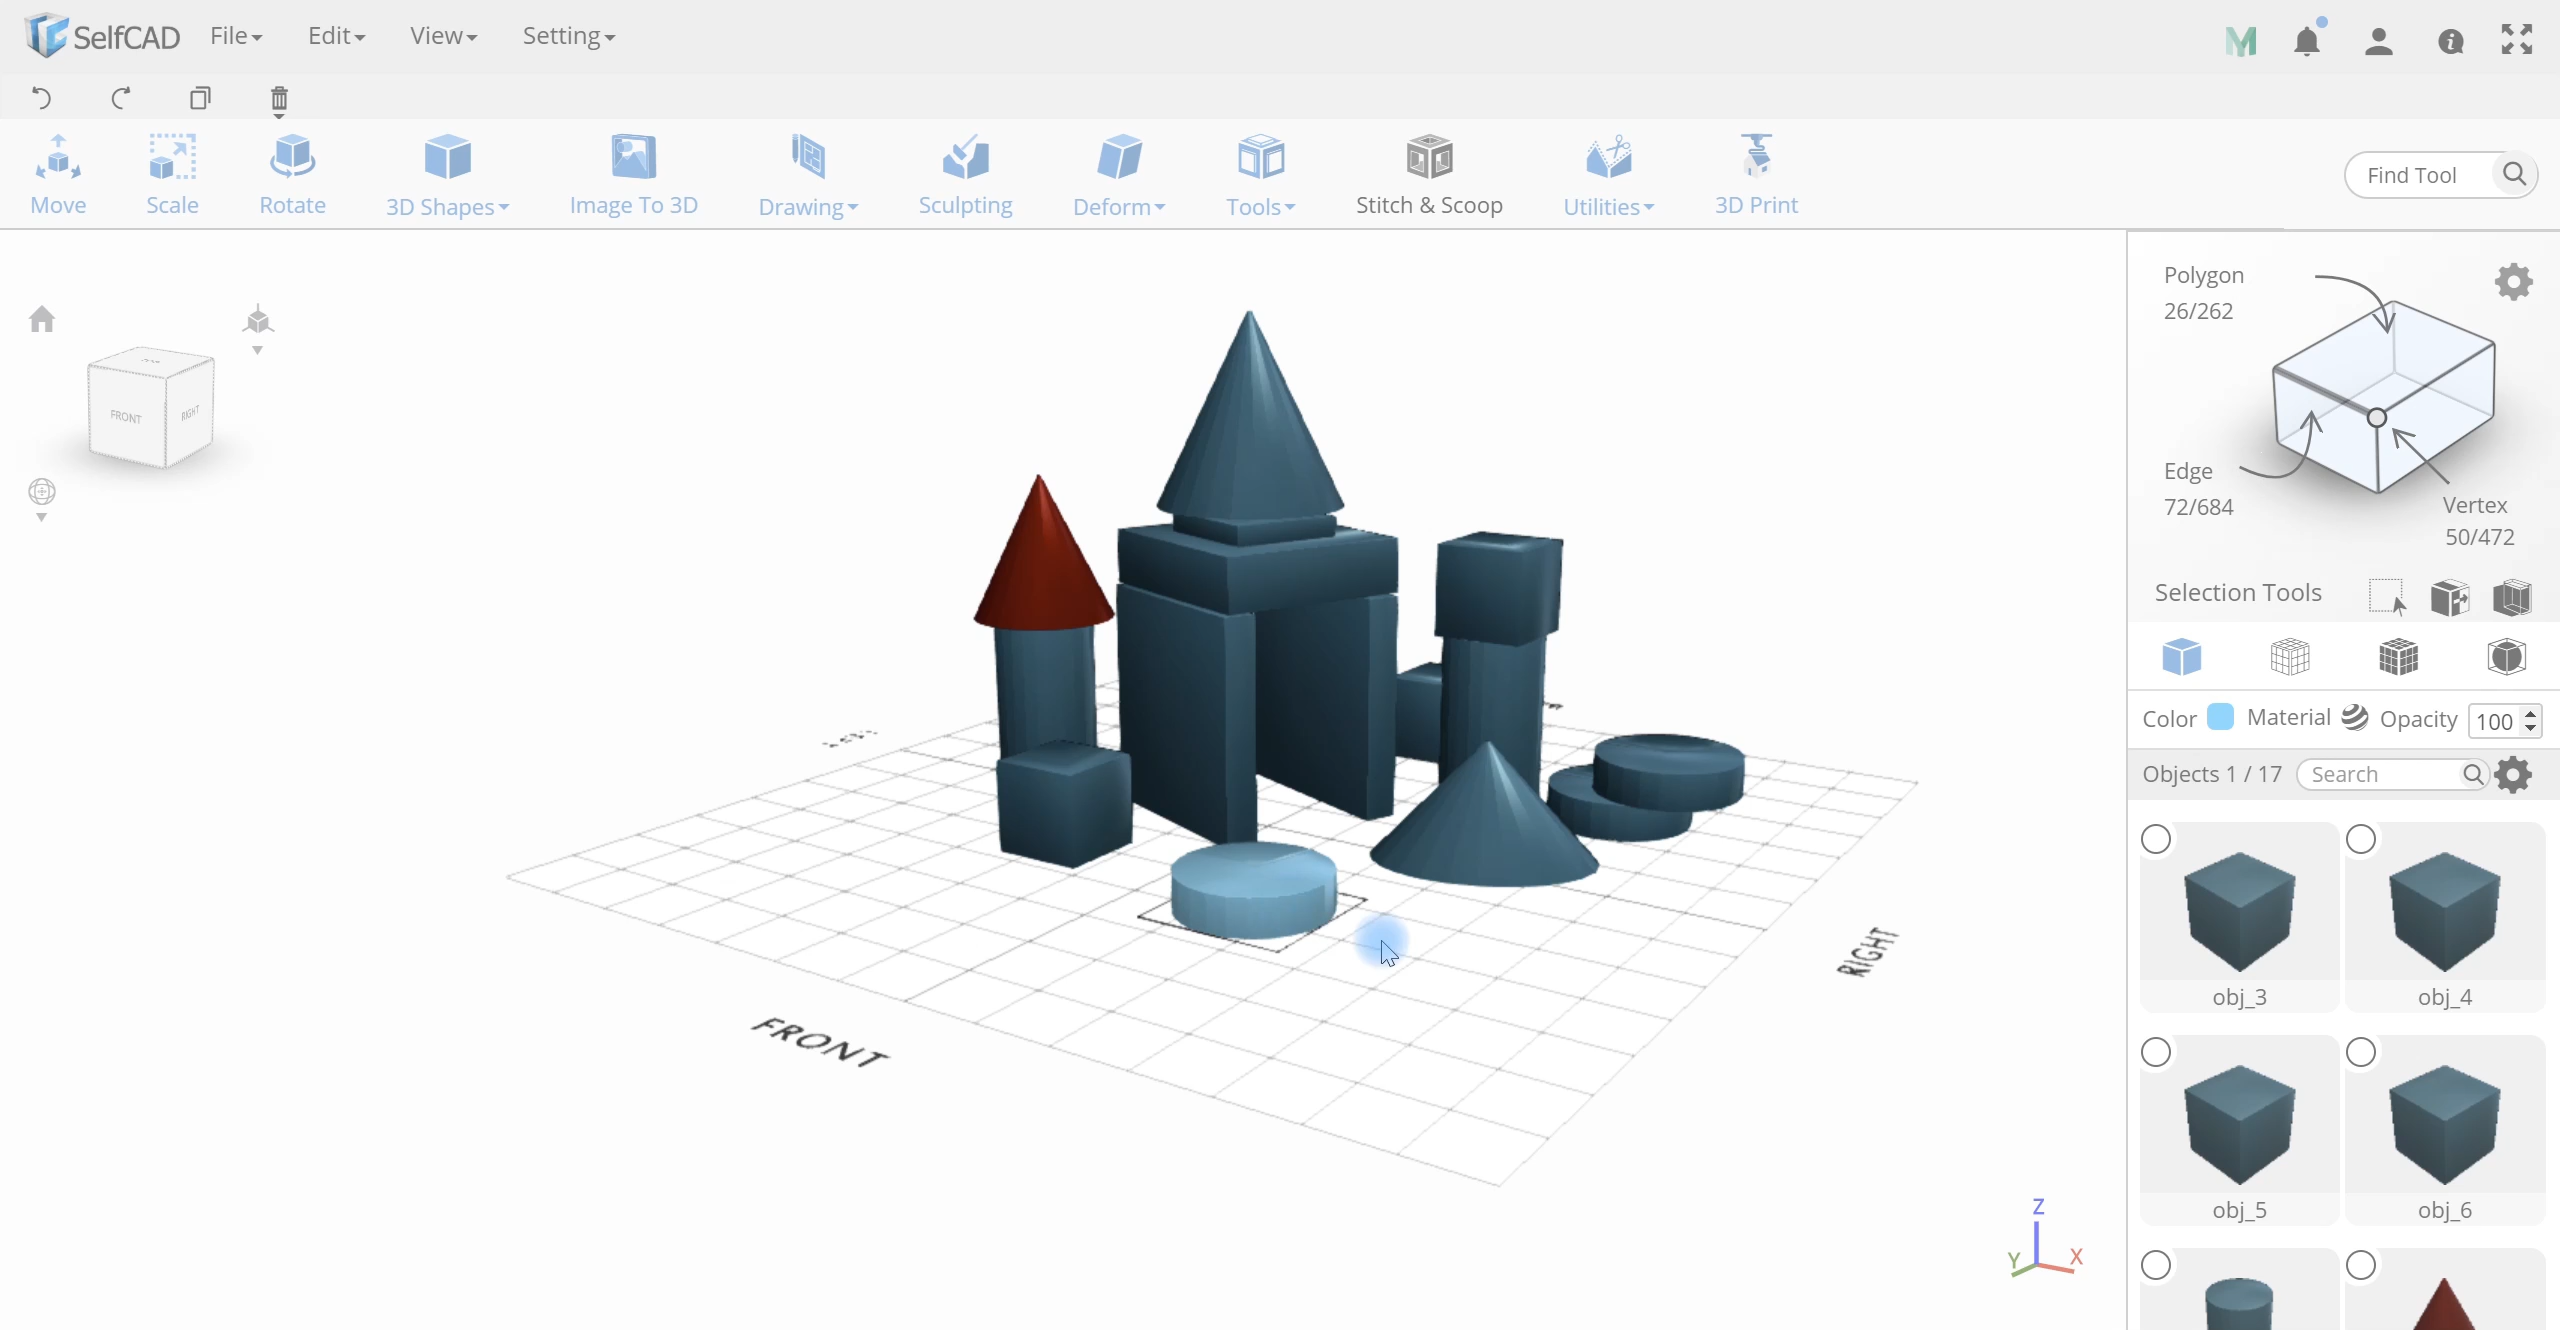 SelfCAD File Edit View Setting
Move Scale Rotate 3D Shapes Image To 3D Drawing Sculpting Deform Tools Stitch & Scoop Utilities 3D Print
Find Tool
Polygon
26/262
Edge
72/684
Vertex
50/472
Selection Tools
Color Material Opacity 100
Objects 1 / 17 Search
obj_3 obj_4
obj_5 obj_6
FRONT RIGHT
RIGHT
FRONT
Z
Y X